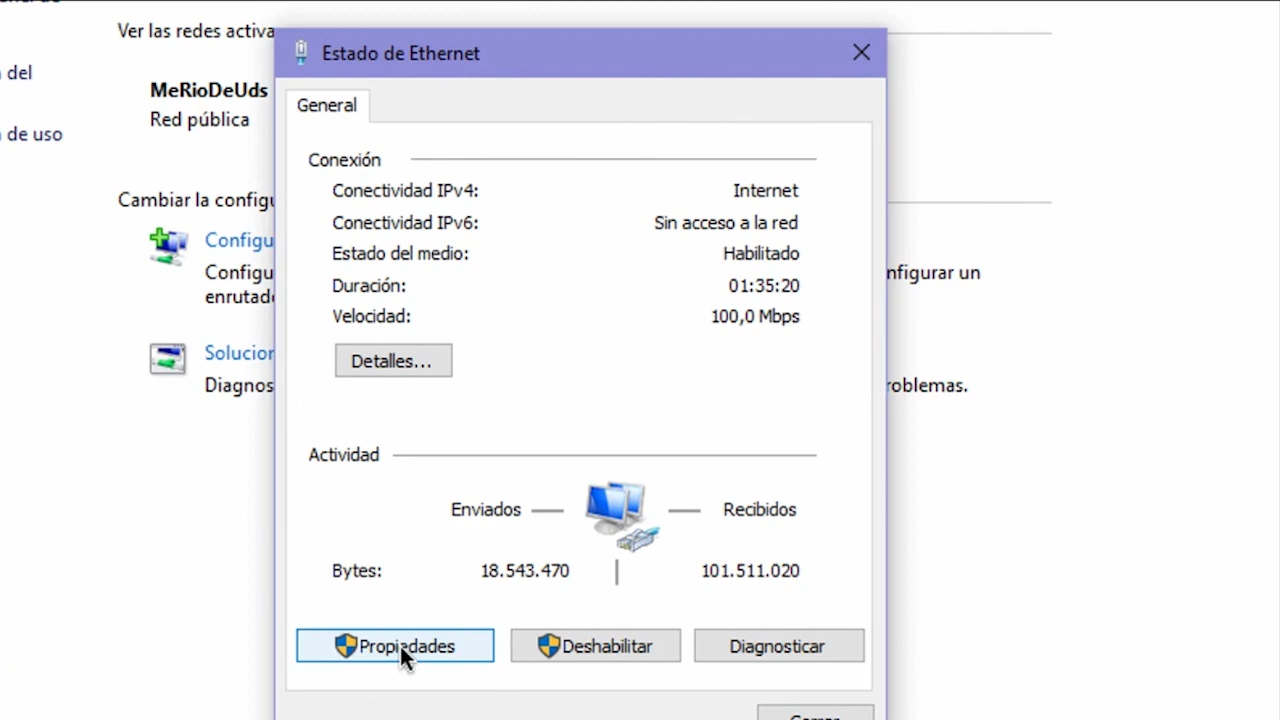 Ver las redes activa
MeRioDeUds
Red pública
del
de uso
Cambiar la configu
Configu
Configu
enrutado
nfigurar un
Solucion
Diagnos
roblemas.
Estado de Ethernet
General
Conexión
Conectividad IPv4: Internet
Conectividad IPv6: Sin acceso a la red
Estado del medio: Habilitado
Duración: 01:35:20
Velocidad: 100,0 Mbps
Detalles...
Actividad
Enviados Recibidos
Bytes: 18.543.470 101.511.020
Propiedades Deshabilitar Diagnosticar